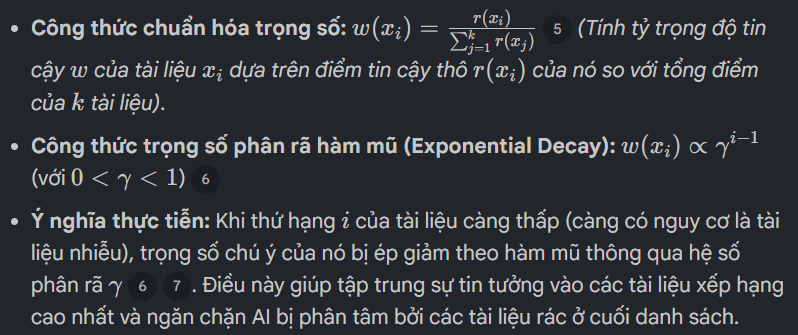 • Công thức chuẩn hóa trọng số: $w(x_i) = \frac{r(x_i)}{\sum_{j=1}^{k} r(x_j)}$ 5 (Tính tỷ trọng độ tin
cậy $w$ của tài liệu $x_i$ dựa trên điểm tin cậy thô $r(x_i)$ của nó so với tổng điểm
của $k$ tài liệu).
• Công thức trọng số phân rã hàm mũ (Exponential Decay): $w(x_i) \propto \gamma^{i-1}$
(với $0 < \gamma < 1$) 6
• Ý nghĩa thực tiễn: Khi thứ hạng $i$ của tài liệu càng thấp (càng có nguy cơ là tài
liệu nhiễu), trọng số chú ý của nó bị ép giảm theo hàm mũ thông qua hệ số
phân rã $\gamma$ 6 7 . Điều này giúp tập trung sự tin tưởng vào các tài liệu xếp hạng
cao nhất và ngăn chặn AI bị phân tâm bởi các tài liệu rác ở cuối danh sách.